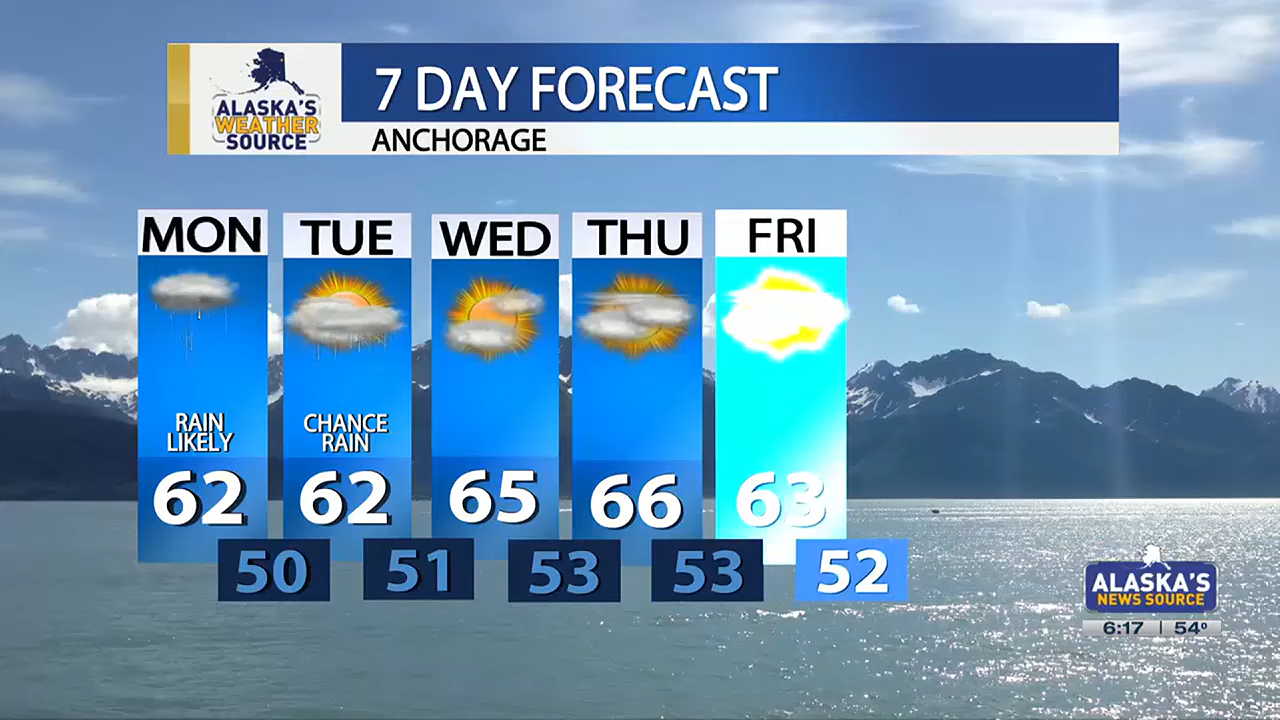 ALASKA'S
WEATHER
SOURCE
7 DAY FORECAST
ANCHORAGE
MON
TUE
WED
THU
FRI
RAIN
LIKELY
CHANCE
RAIN
62
62
65
66
63
50
51
53
53
52
ALASKA'S
NEWS SOURCE
6:17 | 54°